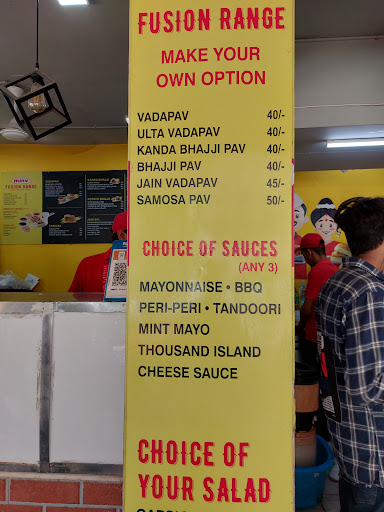 FUSION RANGE
MAKE YOUR
OWN OPTION
VADAPAV 40/-
ULTA VADAPAV 40/-
KANDA BHAJJI PAV 40/-
BHAJJI PAV 40/-
JAIN VADAPAV 45/-
SAMOSA PAV 50/-
CHOICE OF SAUCES
(ANY 3)
MAYONNAISE • BBQ
PERI-PERI • TANDOORI
MINT MAYO
THOUSAND ISLAND
CHEESE SAUCE
CHOICE OF
YOUR SALAD
FUSION RANGE